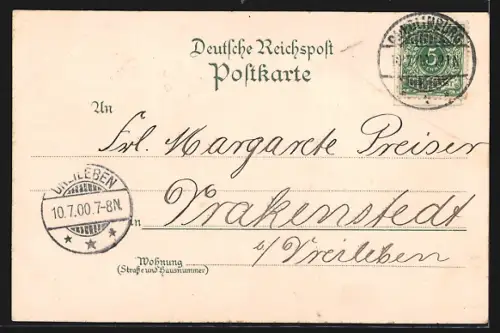 Deutsche Reichspost
Postkarte
QUEDLINBURG
5
An
Frl. Margarete Preiser
DREILEBEN
10.7.00.7-8N.
in Drakenstedt
b/Dreileben
Wohnung
(Straße und Hausnummer)